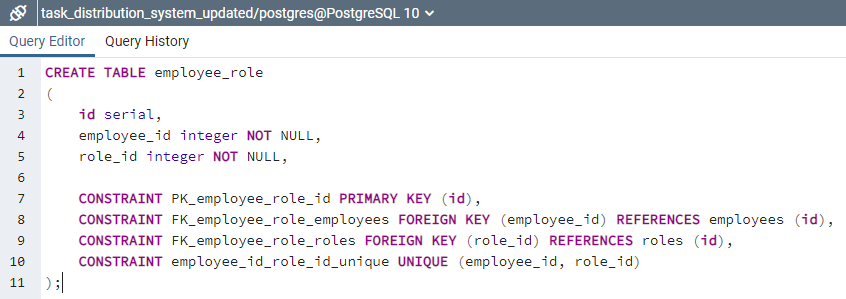 task_distribution_system_updated/postgres@PostgreSQL 10
Query Editor Query History
1 CREATE TABLE employee_role
2 (
3 id serial,
4 employee_id integer NOT NULL,
5 role_id integer NOT NULL,
6
7 CONSTRAINT PK_employee_role_id PRIMARY KEY (id),
8 CONSTRAINT FK_employee_role_employees FOREIGN KEY (employee_id) REFERENCES employees (id),
9 CONSTRAINT FK_employee_role_roles FOREIGN KEY (role_id) REFERENCES roles (id),
10 CONSTRAINT employee_id_role_id_unique UNIQUE (employee_id, role_id)
11 );